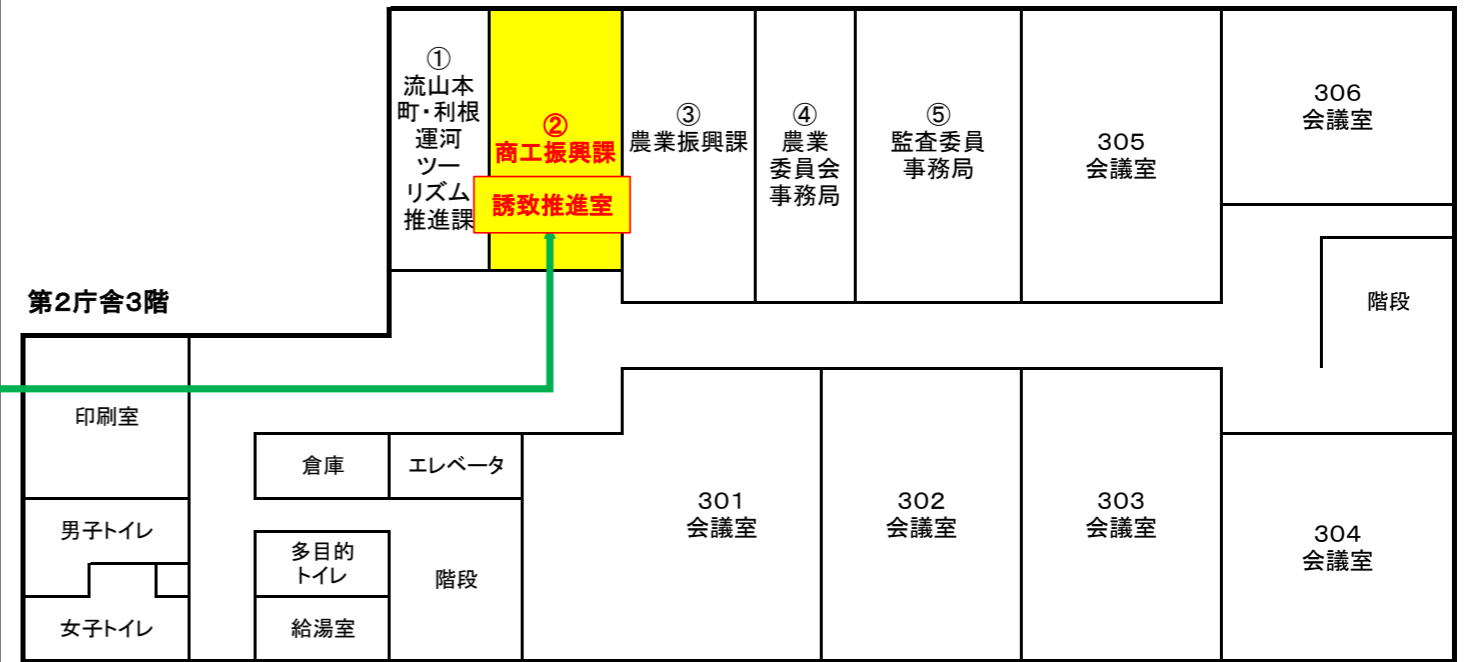 ①
流山本
町・利根
運河
ツー
リズム
推進課
②
商工振興課
誘致推進室
③
農業振興課
④
農業
委員会
事務局
⑤
監査委員
事務局
305
会議室
306
会議室
第2庁舎3階
階段
印刷室
倉庫
エレベータ
301
会議室
302
会議室
303
会議室
304
会議室
男子トイレ
多目的
トイレ
階段
女子トイレ
給湯室